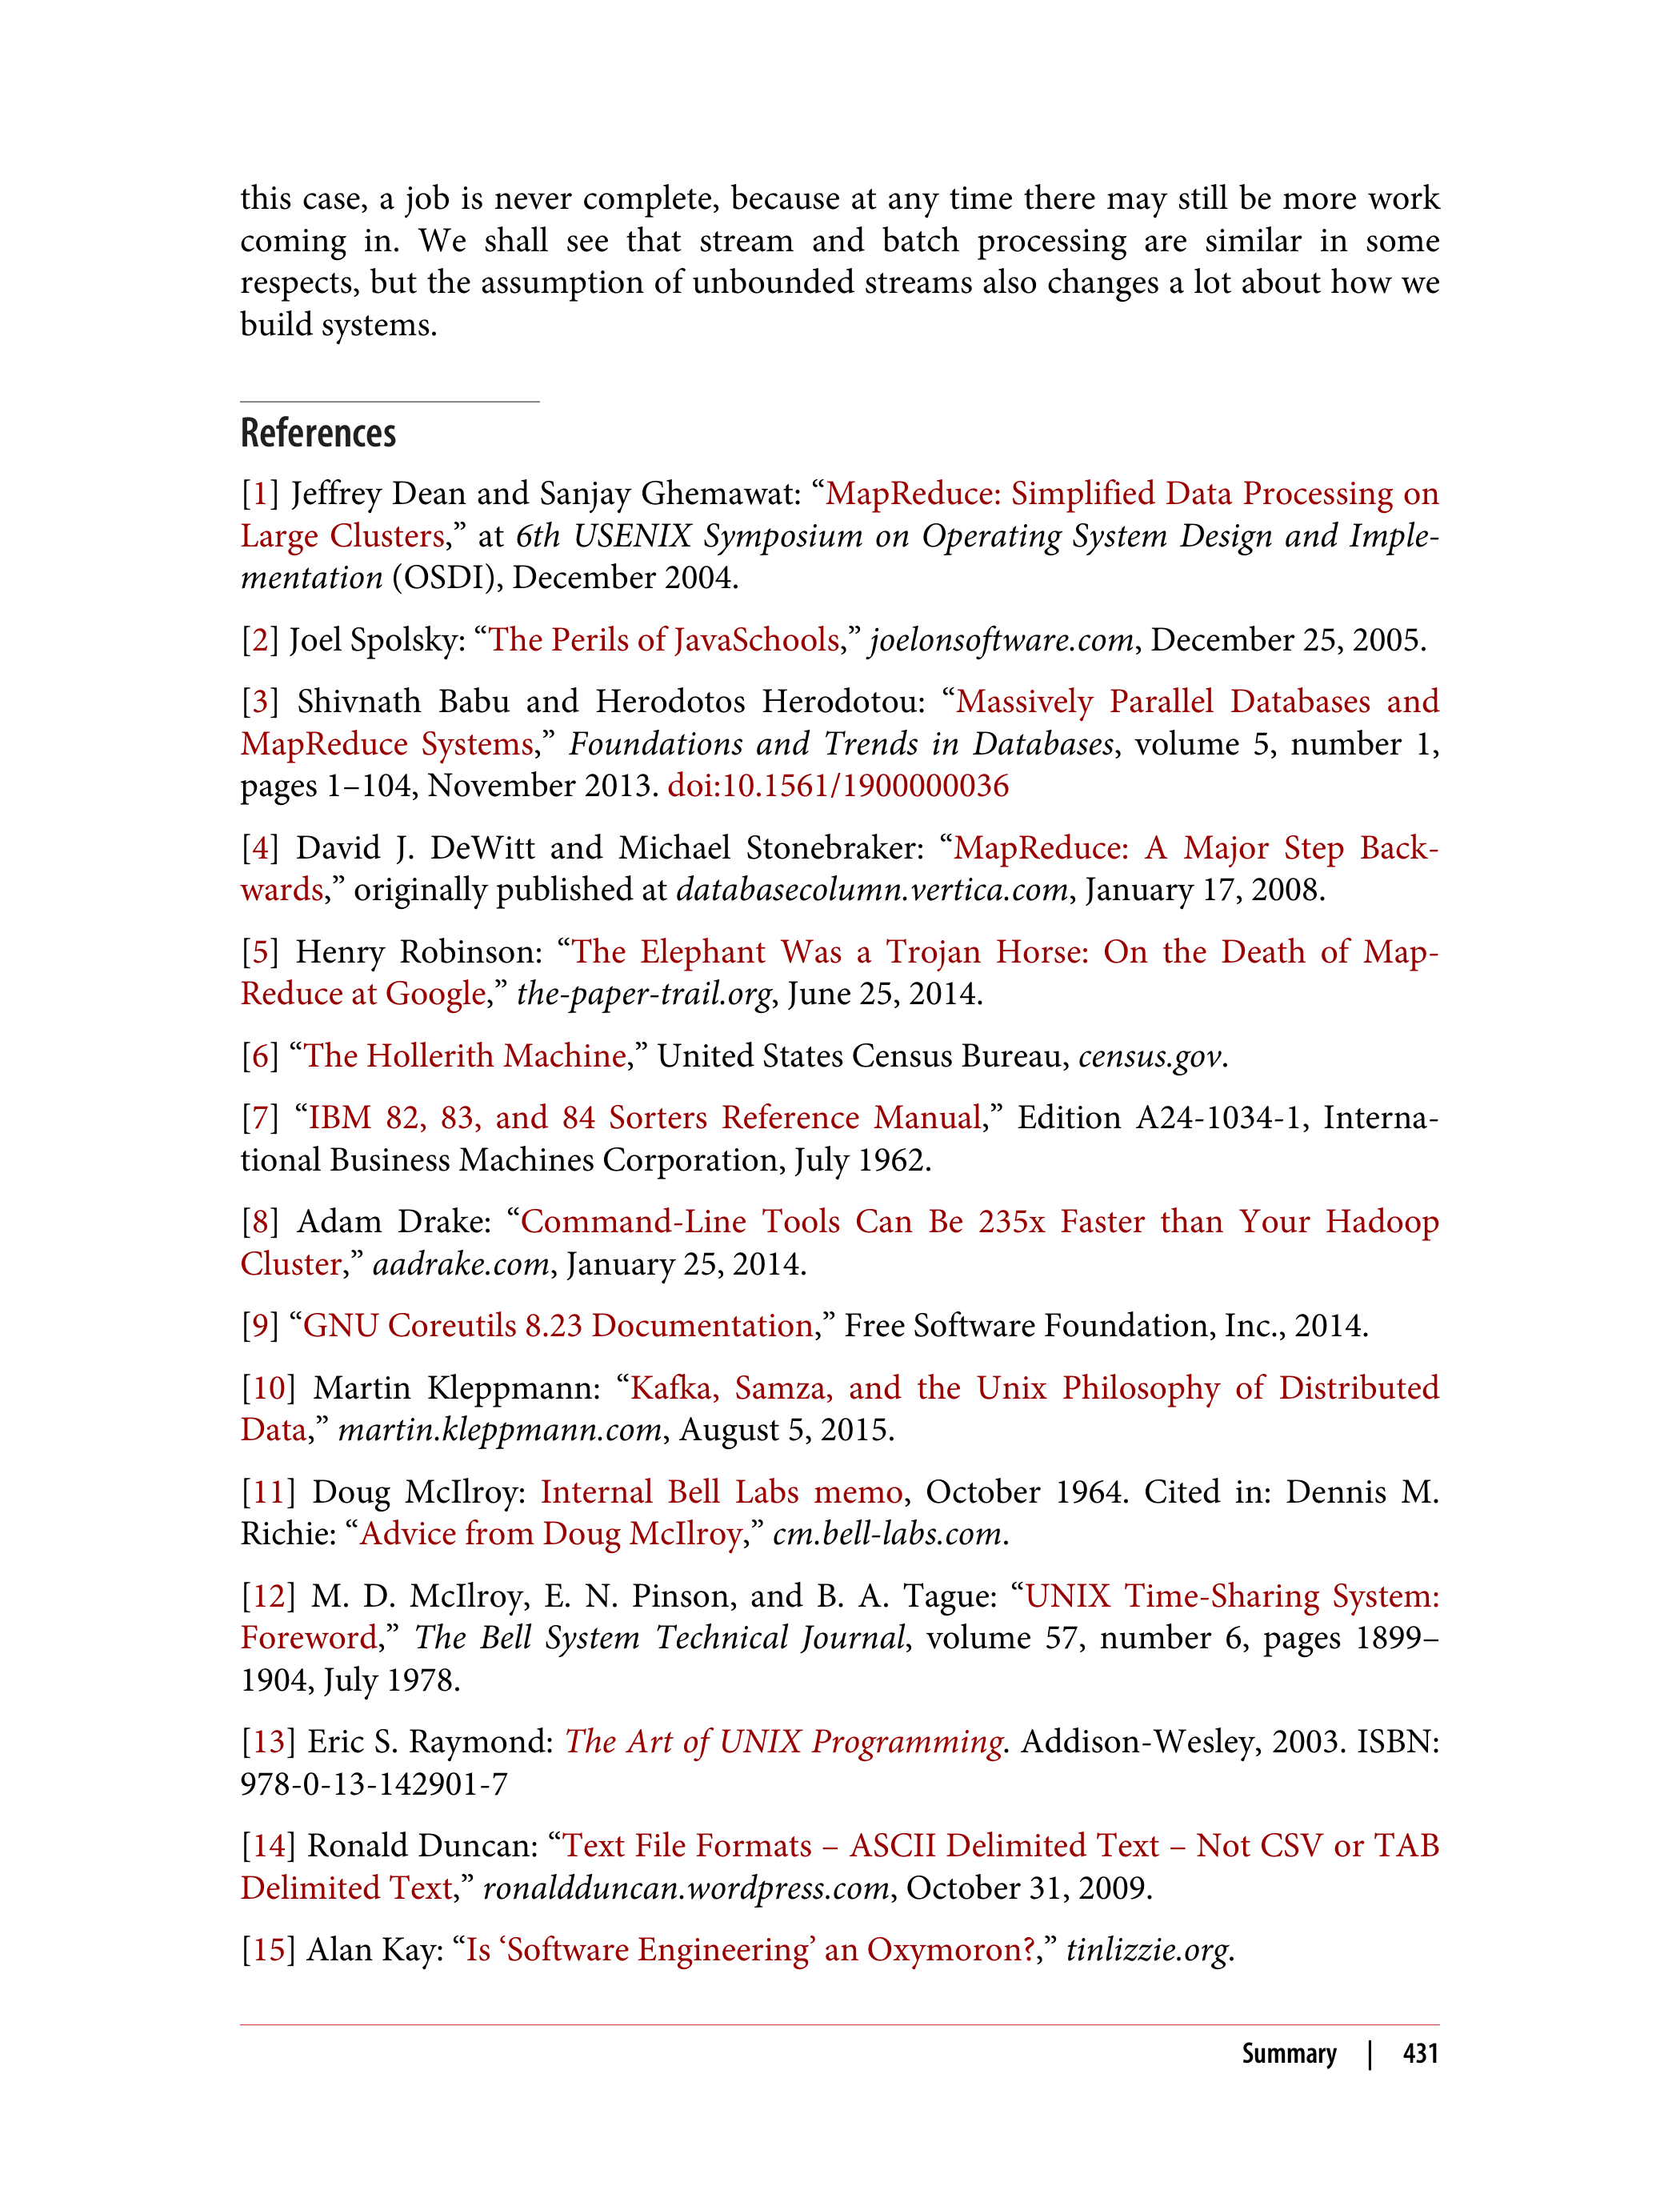 this case, a job is never complete, because at any time there may still be more work
coming in. We shall see that stream and batch processing are similar in some
respects, but the assumption of unbounded streams also changes a lot about how we
build systems.
References
[1] Jeffrey Dean and Sanjay Ghemawat: “MapReduce: Simplified Data Processing on
Large Clusters,” at 6th USENIX Symposium on Operating System Design and Imple-
mentation (OSDI), December 2004.
[2] Joel Spolsky: “The Perils of JavaSchools,” joelonsoftware.com, December 25, 2005.
[3] Shivnath Babu and Herodotos Herodotou: “Massively Parallel Databases and
MapReduce Systems,” Foundations and Trends in Databases, volume 5, number 1,
pages 1–104, November 2013. doi:10.1561/1900000036
[4] David J. DeWitt and Michael Stonebraker: “MapReduce: A Major Step Back-
wards,” originally published at databasecolumn.vertica.com, January 17, 2008.
[5] Henry Robinson: “The Elephant Was a Trojan Horse: On the Death of Map-
Reduce at Google,” the-paper-trail.org, June 25, 2014.
[6] “The Hollerith Machine,” United States Census Bureau, census.gov.
[7] “IBM 82, 83, and 84 Sorters Reference Manual,” Edition A24-1034-1, Interna-
tional Business Machines Corporation, July 1962.
[8] Adam Drake: “Command-Line Tools Can Be 235x Faster than Your Hadoop
Cluster,” aadrake.com, January 25, 2014.
[9] “GNU Coreutils 8.23 Documentation,” Free Software Foundation, Inc., 2014.
[10] Martin Kleppmann: “Kafka, Samza, and the Unix Philosophy of Distributed
Data,” martin.kleppmann.com, August 5, 2015.
[11] Doug McIlroy: Internal Bell Labs memo, October 1964. Cited in: Dennis M.
Richie: “Advice from Doug McIlroy,” cm.bell-labs.com.
[12] M. D. McIlroy, E. N. Pinson, and B. A. Tague: “UNIX Time-Sharing System:
Foreword,” The Bell System Technical Journal, volume 57, number 6, pages 1899–
1904, July 1978.
[13] Eric S. Raymond: The Art of UNIX Programming. Addison-Wesley, 2003. ISBN:
978-0-13-142901-7
[14] Ronald Duncan: “Text File Formats – ASCII Delimited Text – Not CSV or TAB
Delimited Text,” ronaldduncan.wordpress.com, October 31, 2009.
[15] Alan Kay: “Is ‘Software Engineering’ an Oxymoron?,” tinlizzie.org.
Summary | 431